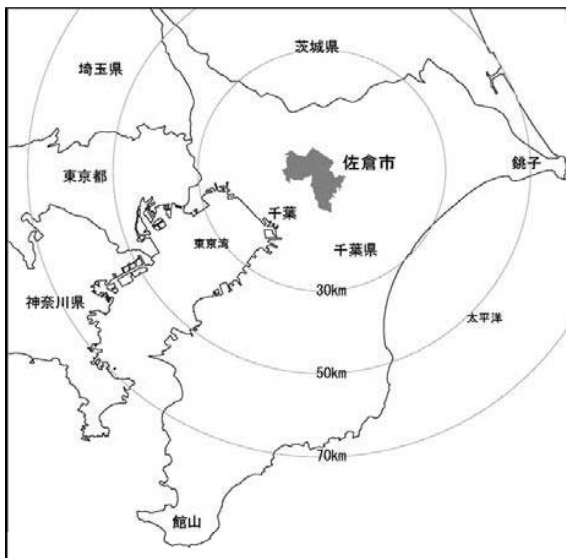 茨城県
埼玉県
佐倉市
銚子
東京都
千葉
東京湾
千葉県
30km
神奈川県
太平洋
50km
70km
館山